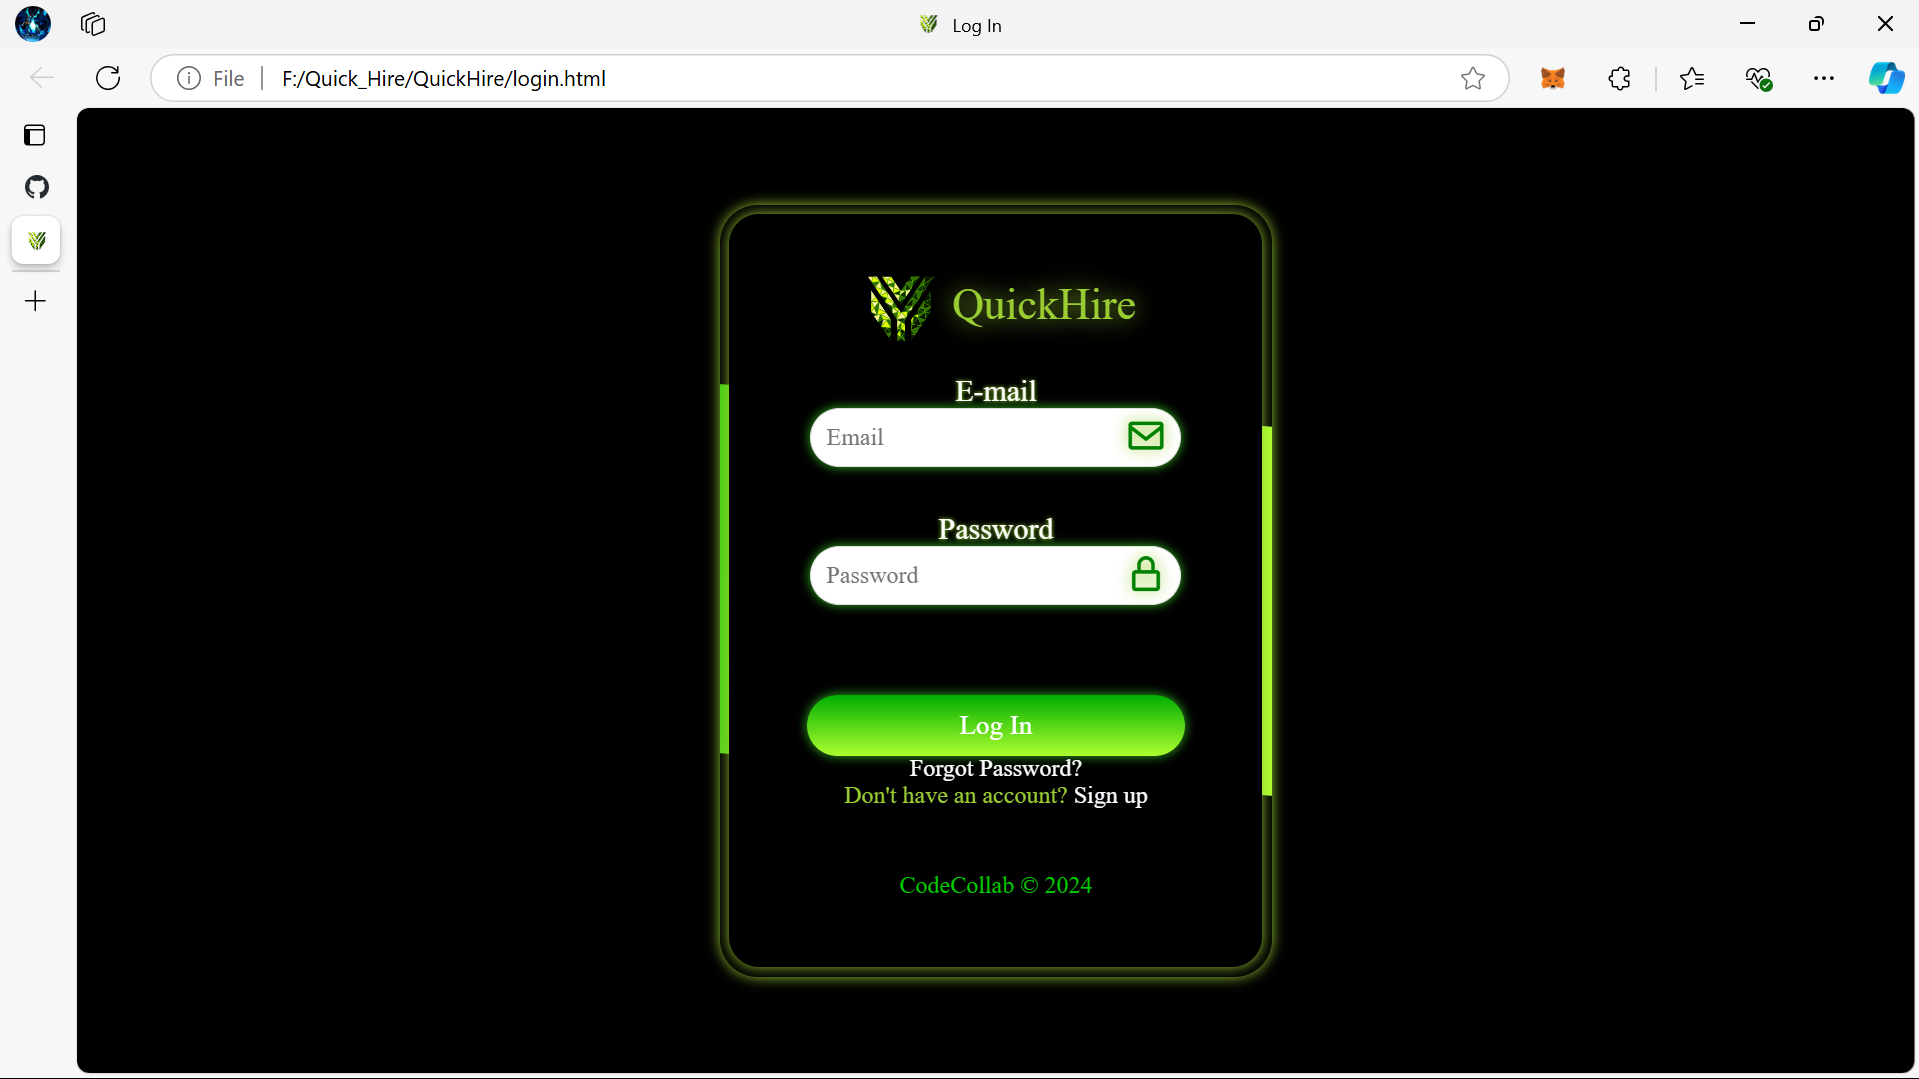 Log In
File
F:/Quick_Hire/QuickHire/login.html
QuickHire
E-mail
Email
Password
Password
Log In
Forgot Password?
Don't have an account? Sign up
CodeCollab © 2024